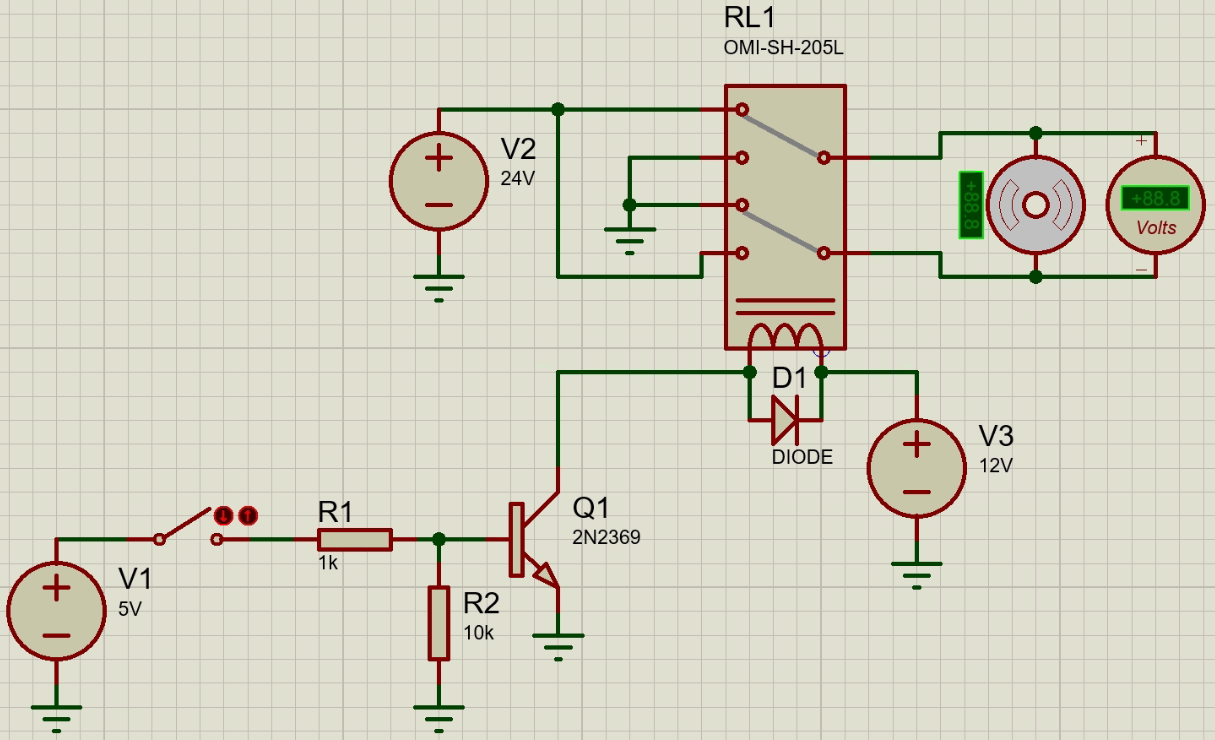 RL1
OMI-SH-205L
V2
24V
+88.8
+88.8
Volts
D1
DIODE
V3
12V
R1
1k
Q1
2N2369
V1
5V
R2
10k